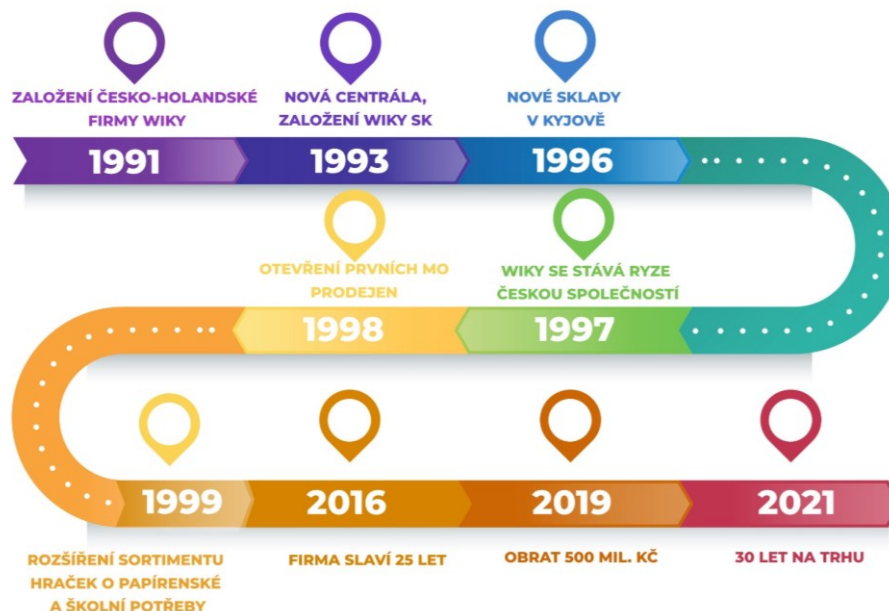 ZALOŽENÍ ČESKO-HOLANDSKÉ
FIRMY WIKY
1991
NOVÁ CENTRÁLA,
ZALOŽENÍ WIKY SK
1993
NOVÉ SKLADY
V KYJOVĚ
1996
WIKY SE STÁVÁ RYZE
ČESKOU SPOLEČNOSTÍ
1997
OTEVŘENÍ PRVNÍCH MO
PRODEJEN
1998
1999
ROZŠÍŘENÍ SORTIMENTU
HRAČEK O PAPÍRENSKÉ
A ŠKOLNÍ POTŘEBY
2016
FIRMA SLAVÍ 25 LET
2019
OBRAT 500 MIL. KČ
2021
30 LET NA TRHU